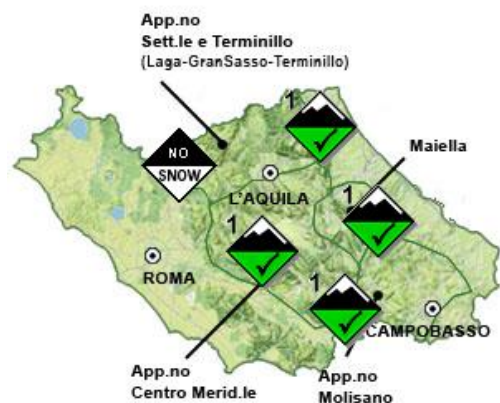 App.no
Sett.le e Terminillo
(Laga-GranSasso-Terminillo)
1
NO
SNOW
Maiella
L'AQUILA
1
1
ROMA
1
CAMPOBASSO
App.no
Centro Merid.le
App.no
Molisano